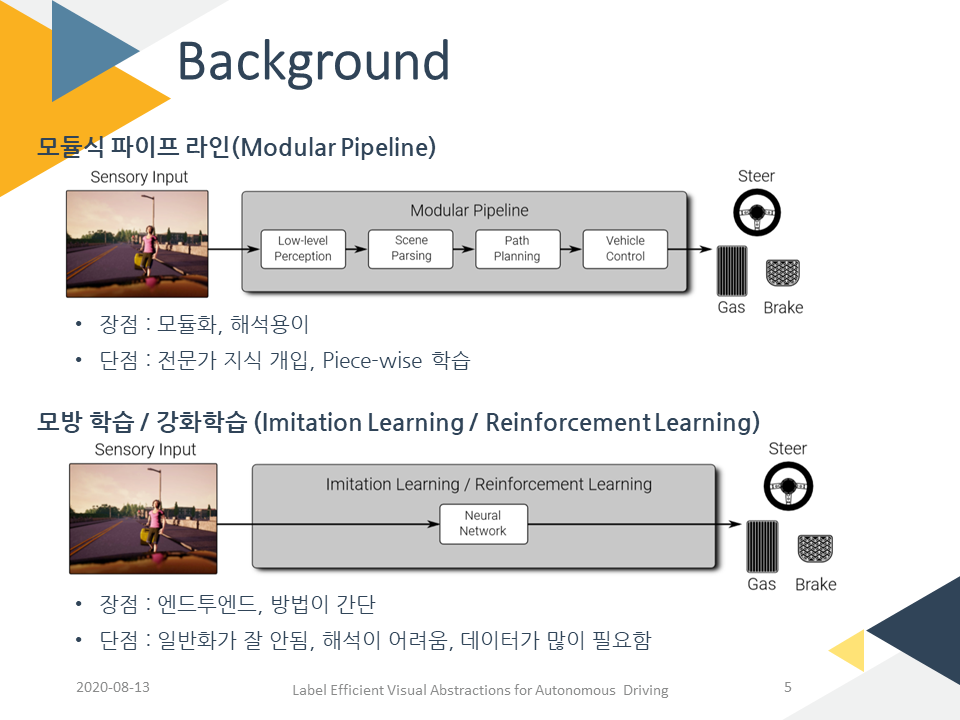 Background
모듈식 파이프 라인(Modular Pipeline)
Sensory Input
Modular Pipeline
Low-level
Perception
Scene
Parsing
Path
Planning
Vehicle
Control
Steer
Gas
Brake
• 장점 : 모듈화, 해석용이
• 단점 : 전문가 지식 개입, Piece-wise 학습
모방 학습 / 강화학습 (Imitation Learning / Reinforcement Learning)
Sensory Input
Imitation Learning / Reinforcement Learning
Neural
Network
Steer
Gas
Brake
• 장점 : 엔드투엔드, 방법이 간단
• 단점 : 일반화가 잘 안됨, 해석이 어려움, 데이터가 많이 필요함
2020-08-13
Label Efficient Visual Abstractions for Autonomous Driving
5